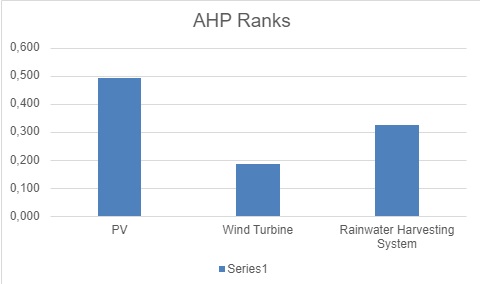 AHP Ranks
0,600
0,500
0,400
0,300
0,200
0,100
0,000
PV
Wind Turbine
Rainwater Harvesting
System
Series1